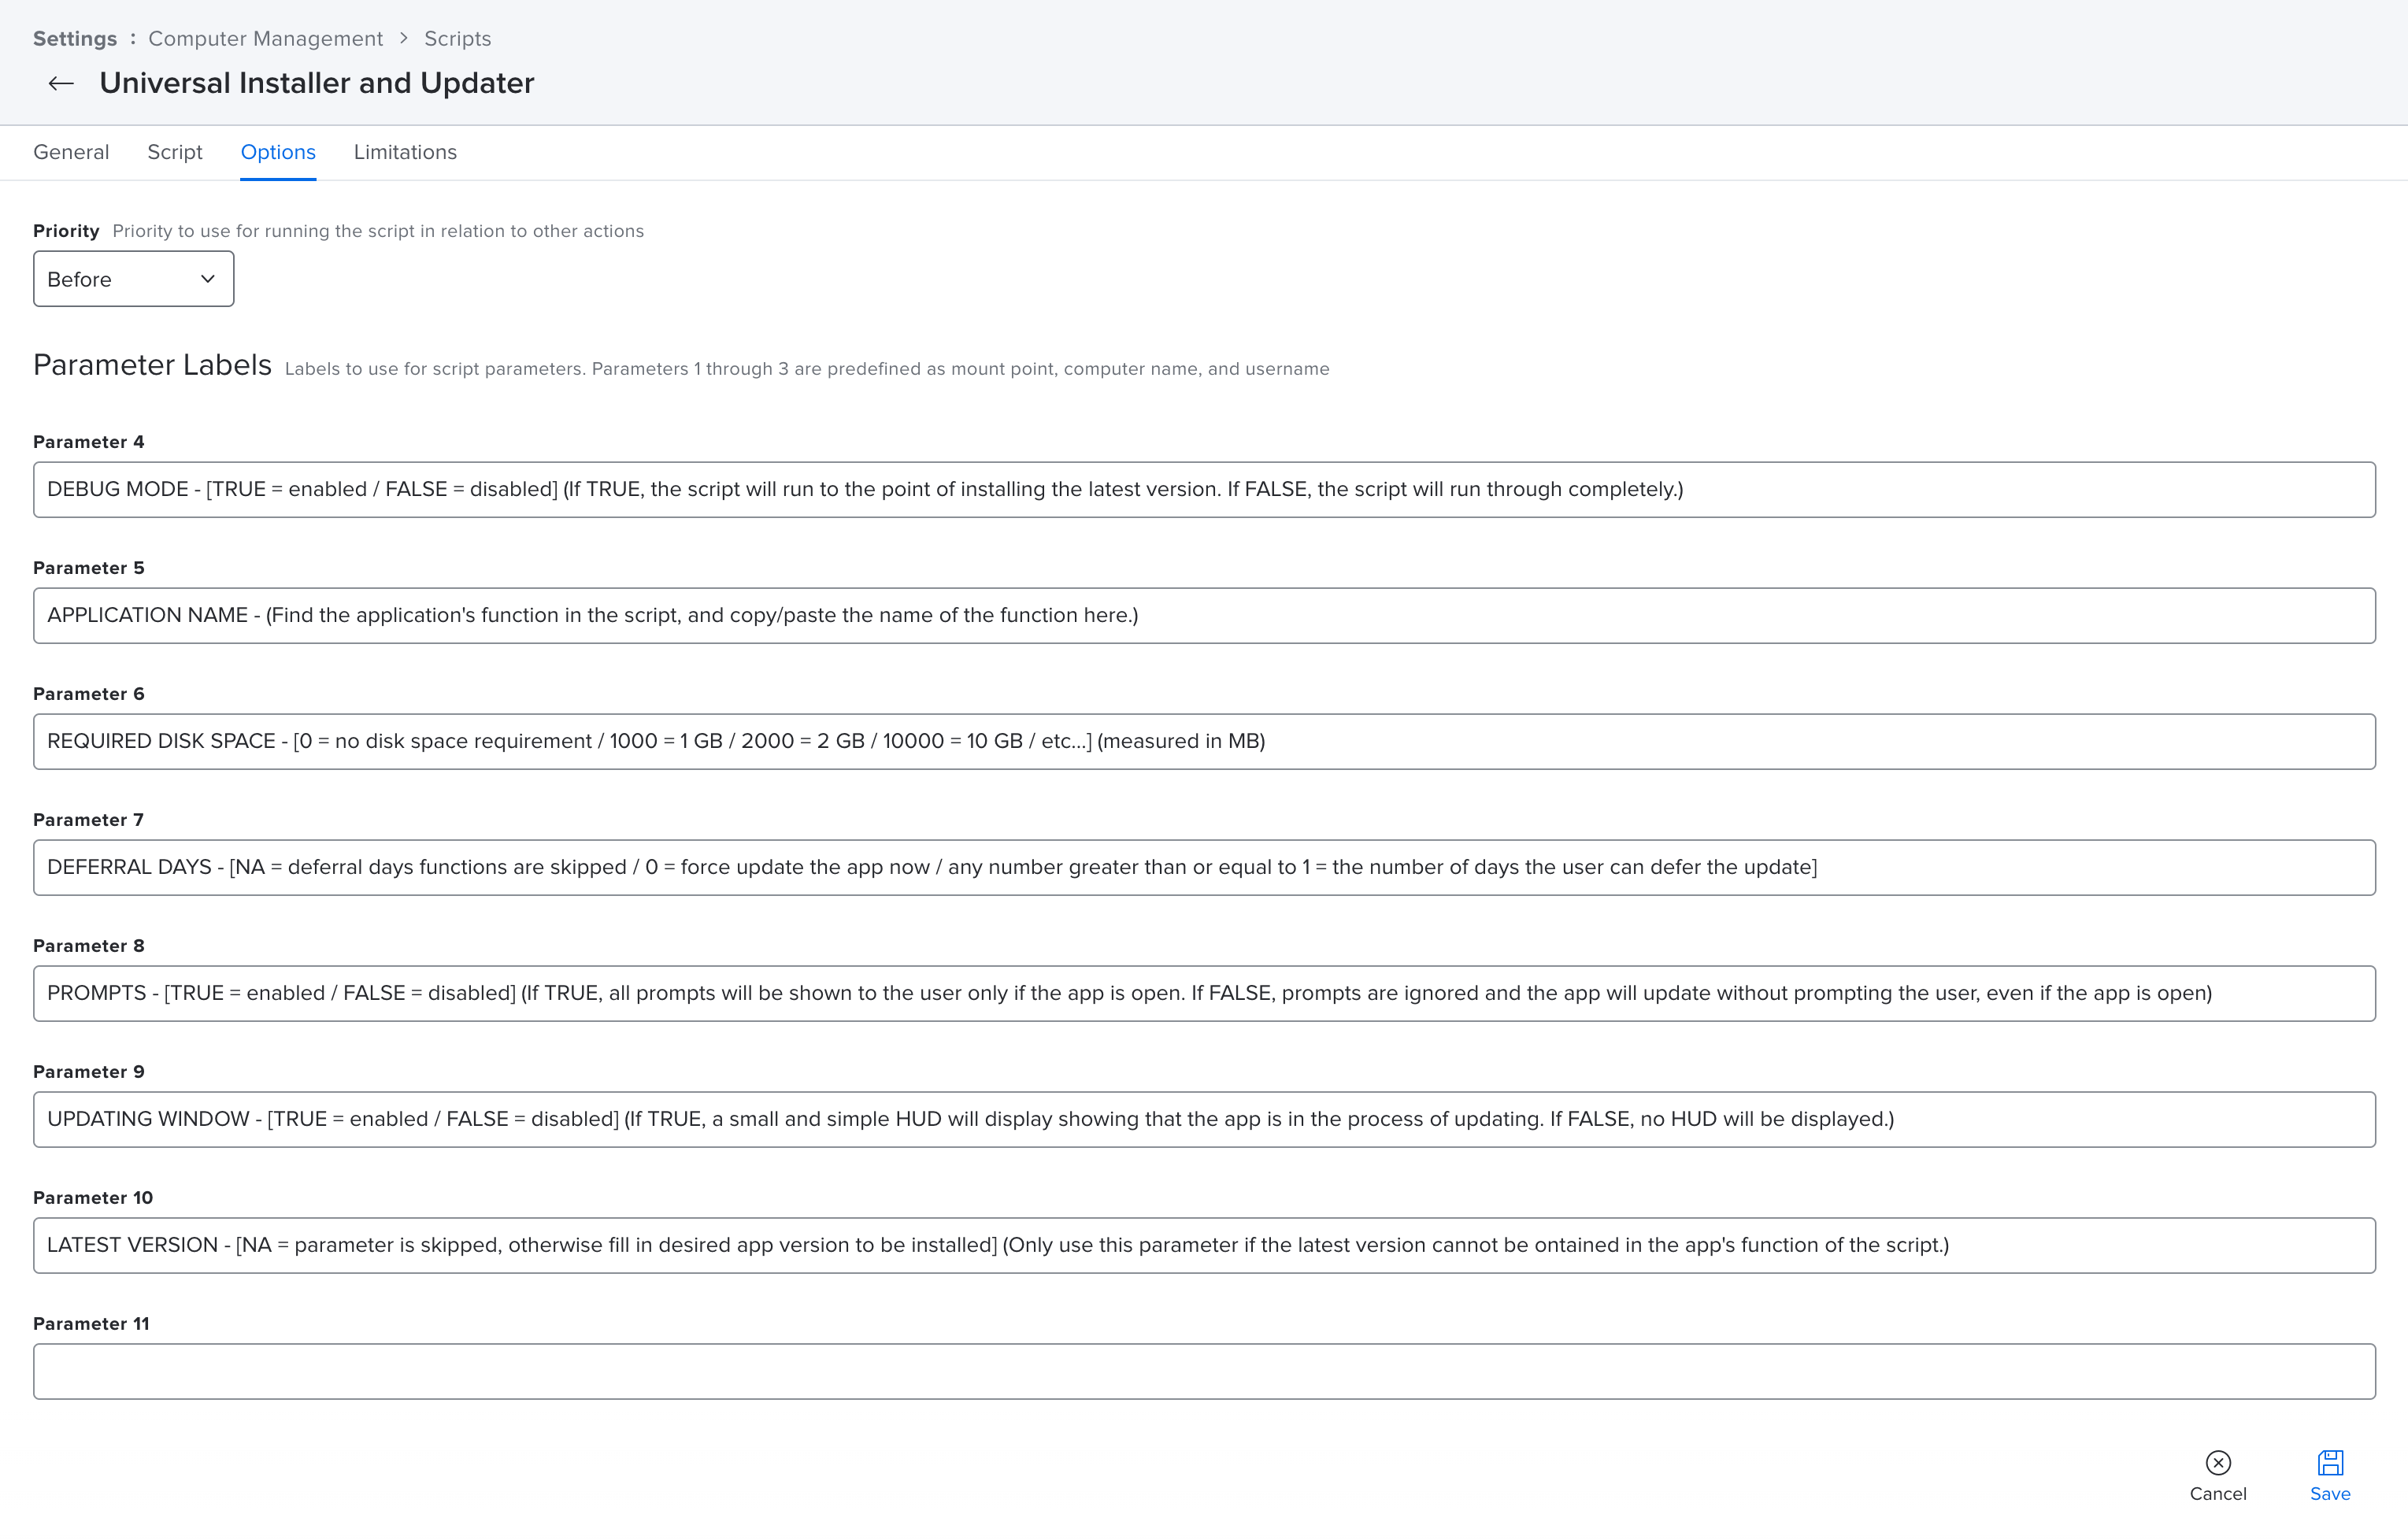 Settings : Computer Management > Scripts
← Universal Installer and Updater
General Script Options Limitations
Priority Priority to use for running the script in relation to other actions
Before
Parameter Labels Labels to use for script parameters. Parameters 1 through 3 are predefined as mount point, computer name, and username
Parameter 4
DEBUG MODE - [TRUE = enabled / FALSE = disabled] (If TRUE, the script will run to the point of installing the latest version. If FALSE, the script will run through completely.)
Parameter 5
APPLICATION NAME - (Find the application's function in the script, and copy/paste the name of the function here.)
Parameter 6
REQUIRED DISK SPACE - [0 = no disk space requirement / 1000 = 1 GB / 2000 = 2 GB / 10000 = 10 GB / etc...] (measured in MB)
Parameter 7
DEFERRAL DAYS - [NA = deferral days functions are skipped / 0 = force update the app now / any number greater than or equal to 1 = the number of days the user can defer the update]
Parameter 8
PROMPTS - [TRUE = enabled / FALSE = disabled] (If TRUE, all prompts will be shown to the user only if the app is open. If FALSE, prompts are ignored and the app will update without prompting the user, even if the app is open)
Parameter 9
UPDATING WINDOW - [TRUE = enabled / FALSE = disabled] (If TRUE, a small and simple HUD will display showing that the app is in the process of updating. If FALSE, no HUD will be displayed.)
Parameter 10
LATEST VERSION - [NA = parameter is skipped, otherwise fill in desired app version to be installed] (Only use this parameter if the latest version cannot be ontained in the app's function of the script.)
Parameter 11
Cancel Save